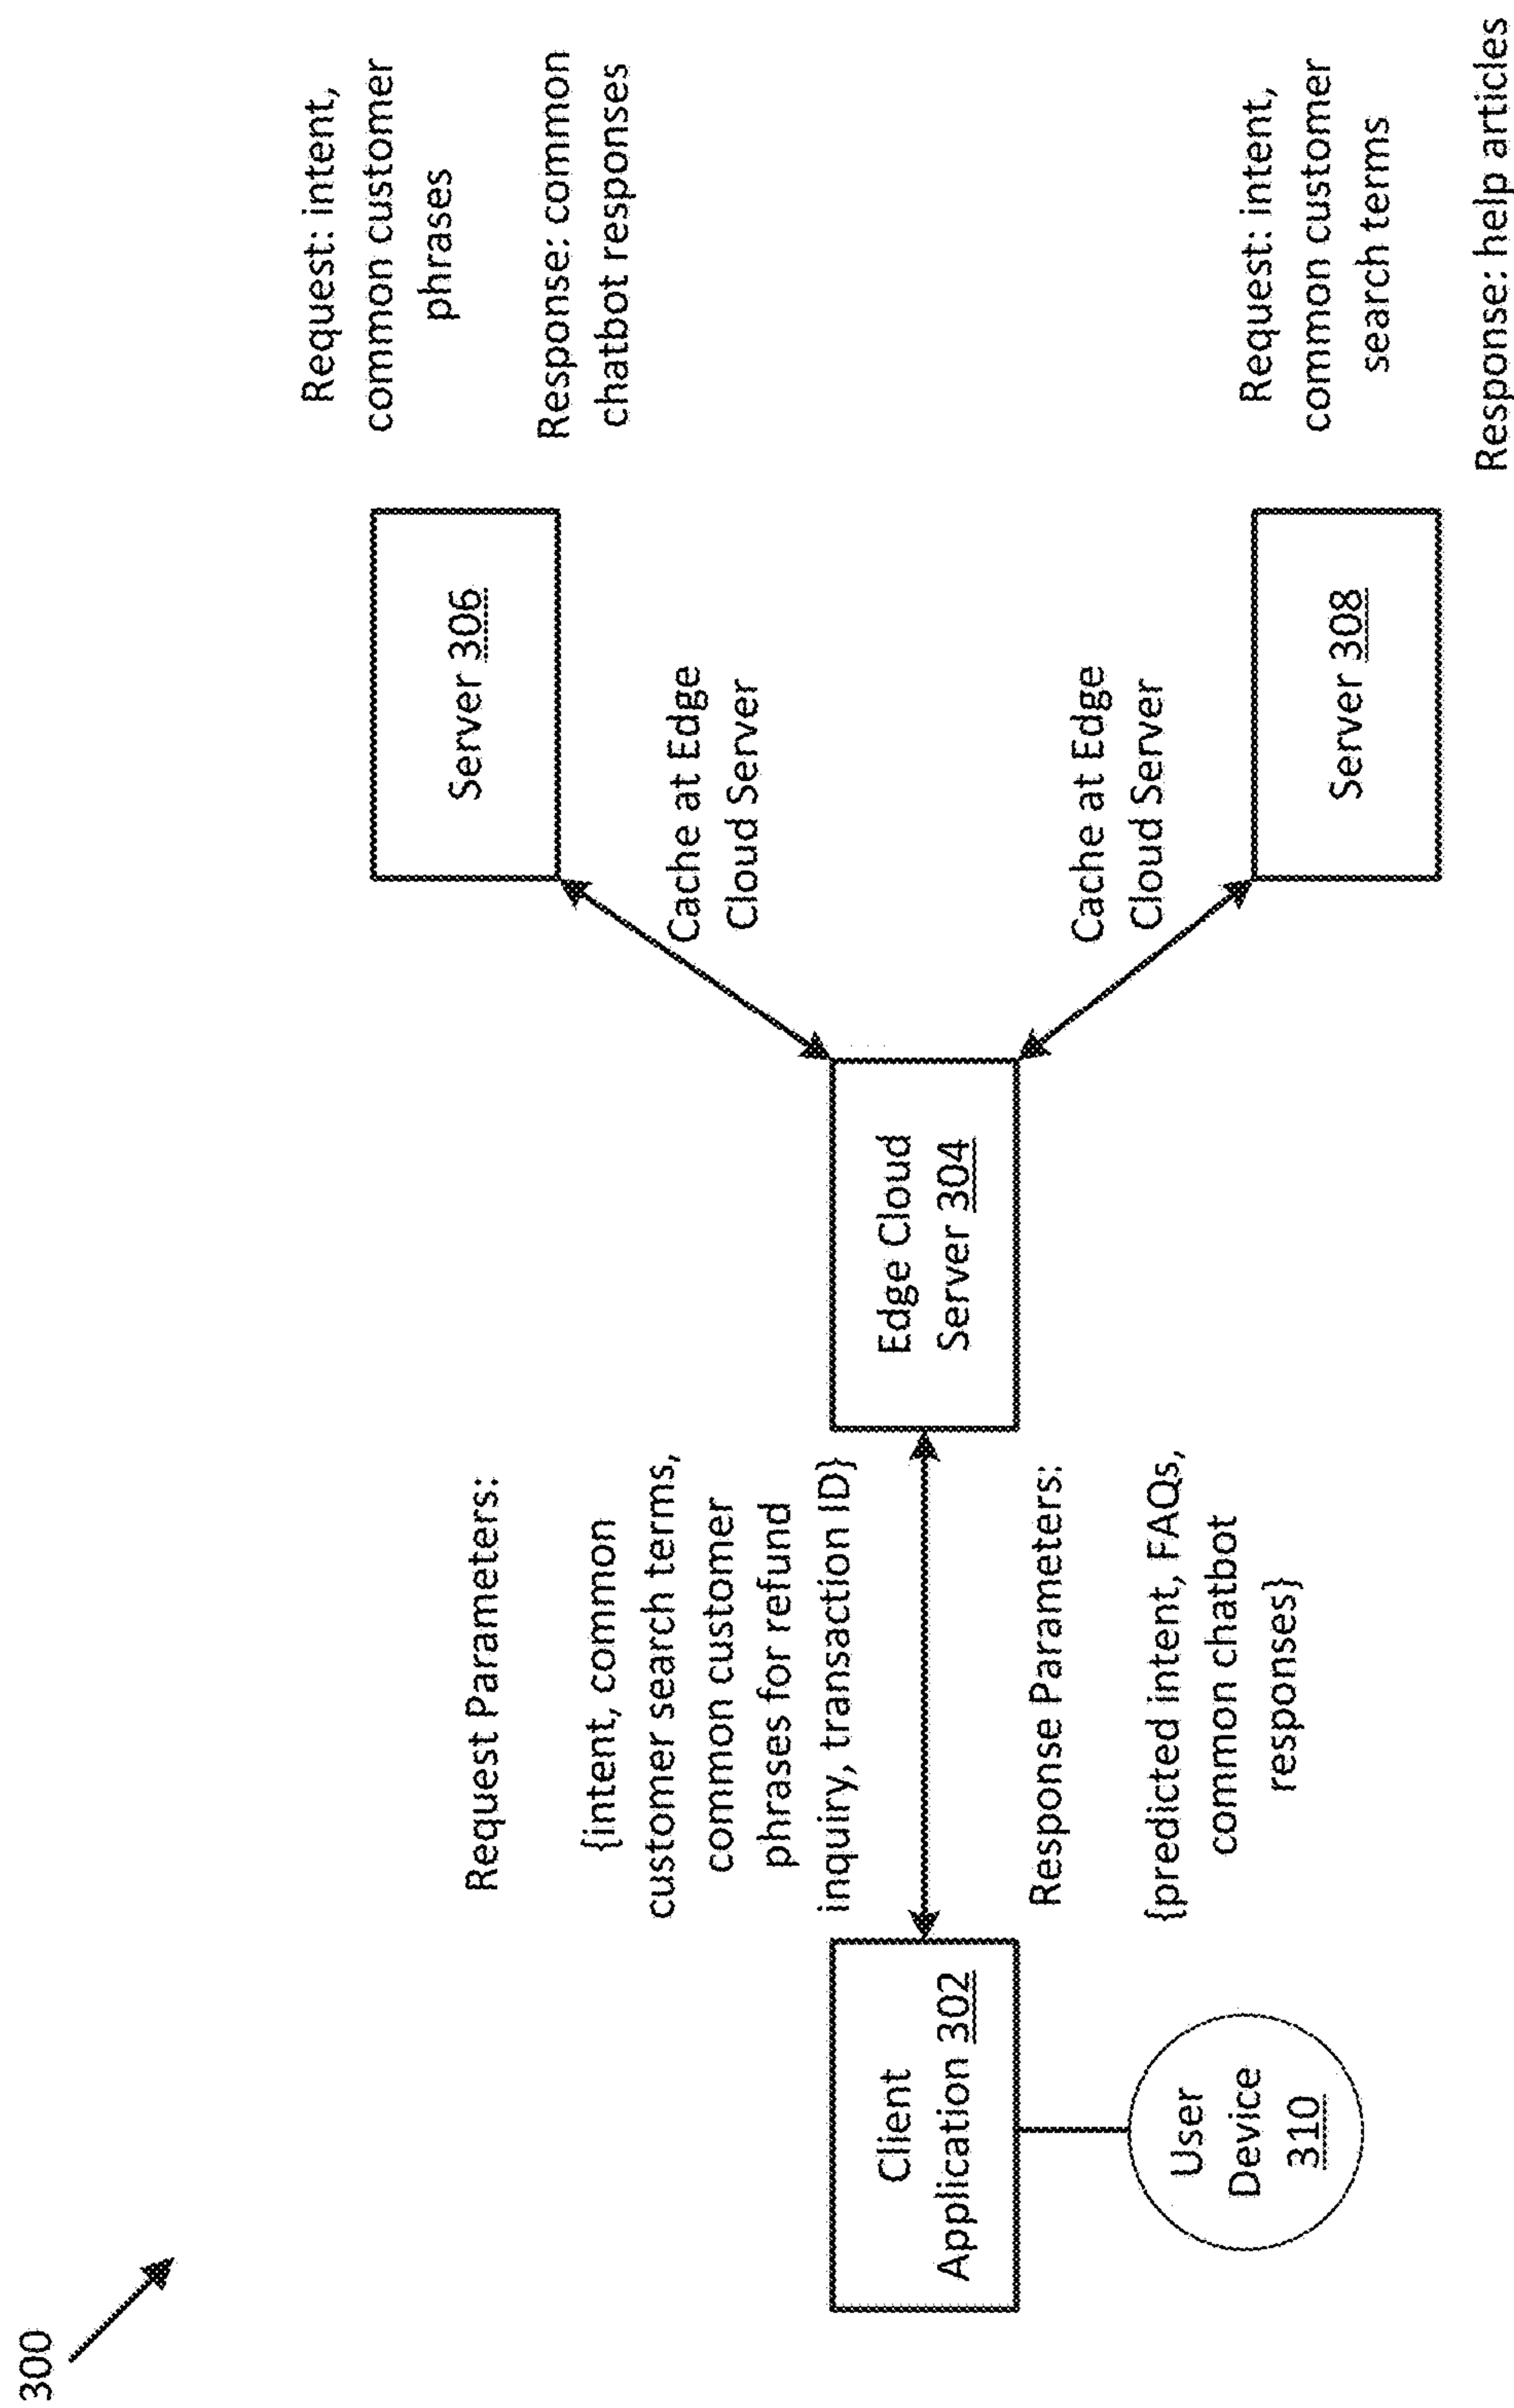 300
Request Parameters:
{intent, common
customer search terms,
common customer
phrases for refund
inquiry, transaction ID}
Client
Application 302
Response Parameters:
{predicted intent, FAQs,
common chatbot
responses}
User
Device
310
Edge Cloud
Server 304
Cache at Edge
Cloud Server
Cache at Edge
Cloud Server
Server 306
Request: intent,
common customer
phrases
Response: common
chatbot responses
Server 308
Request: intent,
common customer
search terms
Response: help articles